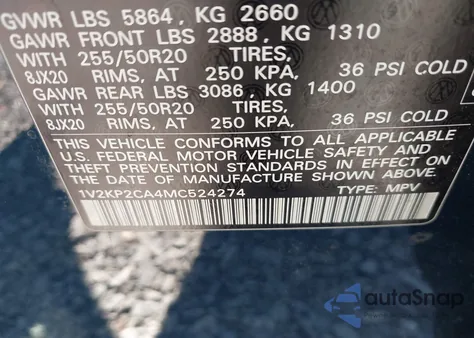 GVWR LBS 5864, KG 2660
GAWR FRONT LBS 2888, KG 1310
WITH 255/50R20 TIRES,
8JX20 RIMS, AT 250 KPA, 36 PSI COLD
GAWR REAR LBS 3086, KG 1400
WITH 255/50R20 TIRES,
8JX20 RIMS, AT 250 KPA, 36 PSI COLD
THIS VEHICLE CONFORMS TO ALL APPLICABLE
U.S. FEDERAL MOTOR VEHICLE SAFETY AND
THEFT PREVENTION STANDARDS IN EFFECT ON
THE DATE OF MANUFACTURE SHOWN ABOVE.
1V2KP2CA4MC524274 TYPE: MPV
autaSnap